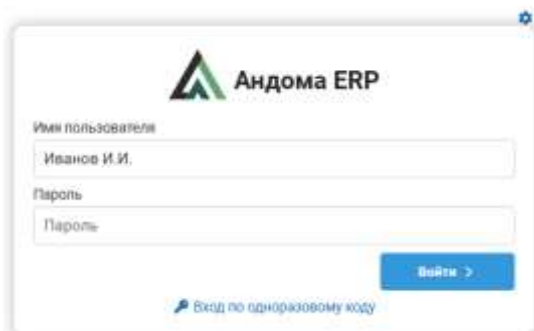 Андома ERP
Имя пользователя
Иванов И.И.
Пароль
Пароль
Войти
Вход по одноразовому коду